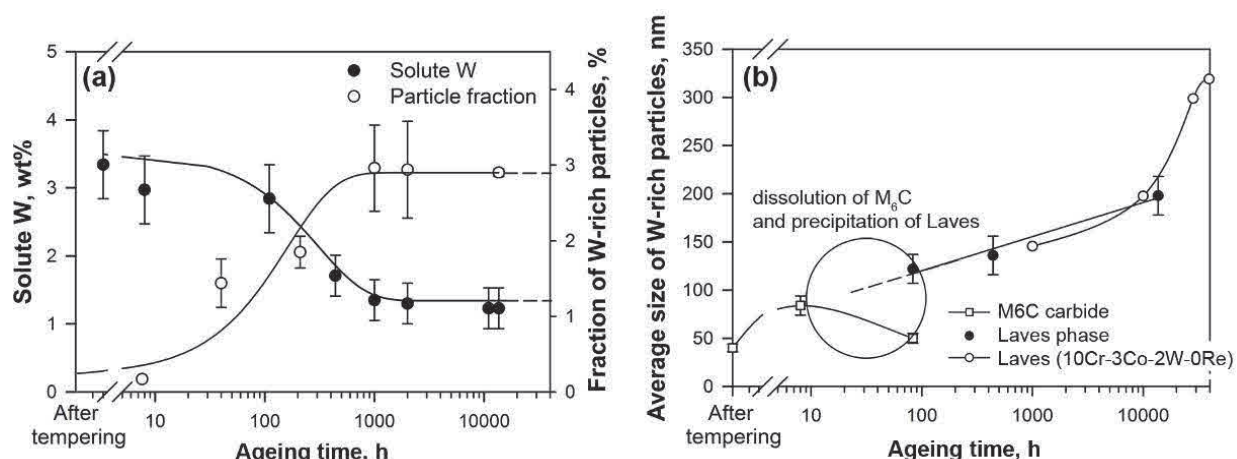 (a)
Solute W, wt%
5
4
3
2
1
0
Solute W
Particle fraction
Fraction of W-rich particles, %
4
3
2
1
0
After
tempering
10
100
1000
10000
Ageing time, h
(b)
Average size of W-rich particles, nm
350
300
250
200
150
100
50
0
dissolution of M₆C
and precipitation of Laves
M6C carbide
Laves phase
Laves (10Cr-3Co-2W-0Re)
After
tempering
10
100
1000
10000
Ageing time, h